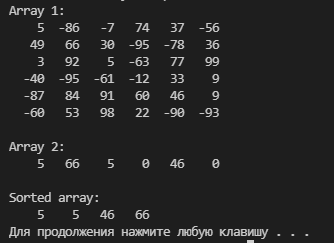 Array 1:
5 -86 -7 74 37 -56
49 66 30 -95 -78 36
3 92 5 -63 77 99
-40 -95 -61 -12 33 9
-87 84 91 60 46 9
-60 53 98 22 -90 -93
Array 2:
5 66 5 0 46 0
Sorted array:
5 5 46 66
Для продолжения нажмите любую клавишу . . .